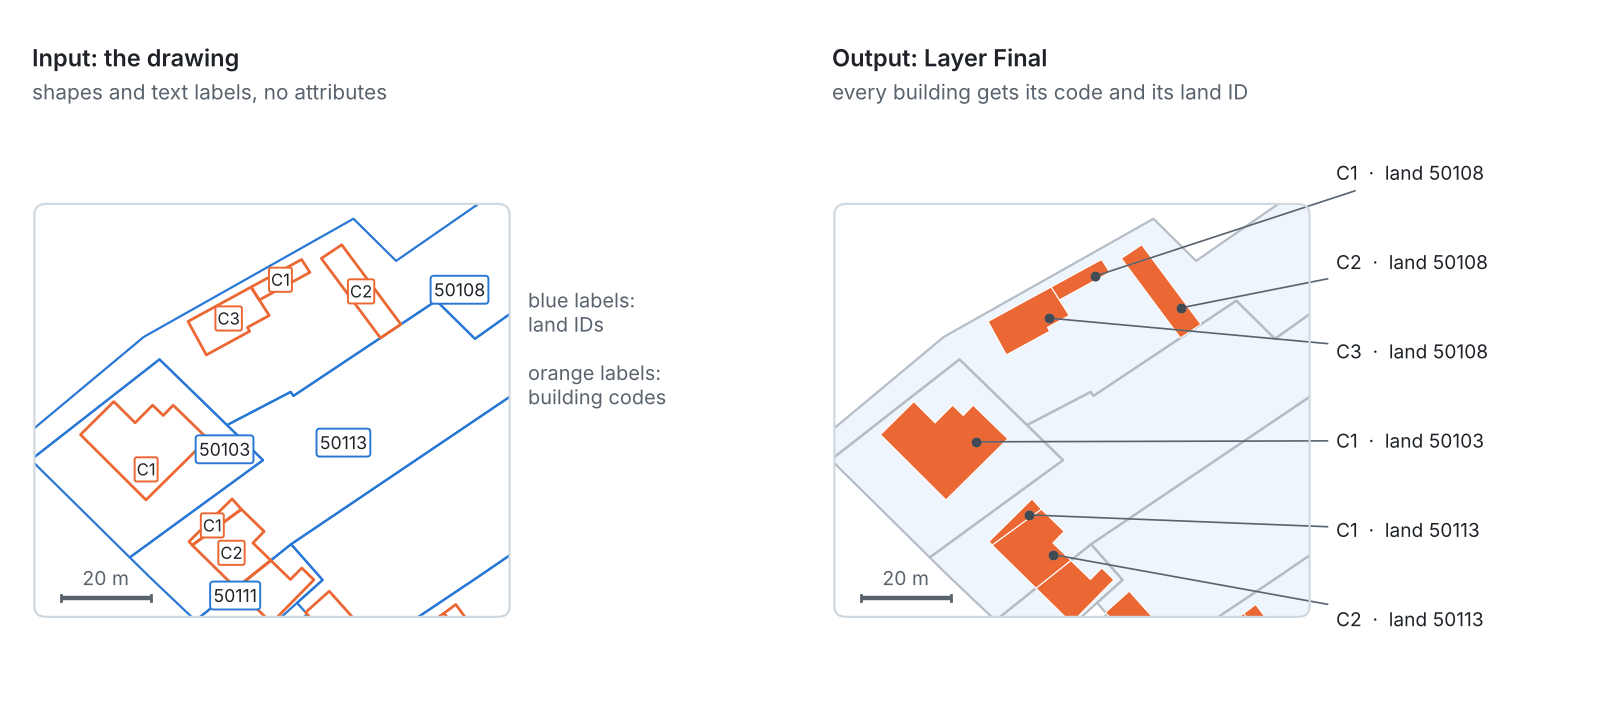 Input: the drawing
shapes and text labels, no attributes
C1
C2
50108
C3
50103
50113
C1
C1
C2
50111
20 m
blue labels:
land IDs
orange labels:
building codes
Output: Layer Final
every building gets its code and its land ID
C1 · land 50108
C2 · land 50108
C3 · land 50108
C1 · land 50103
C1 · land 50113
C2 · land 50113
20 m